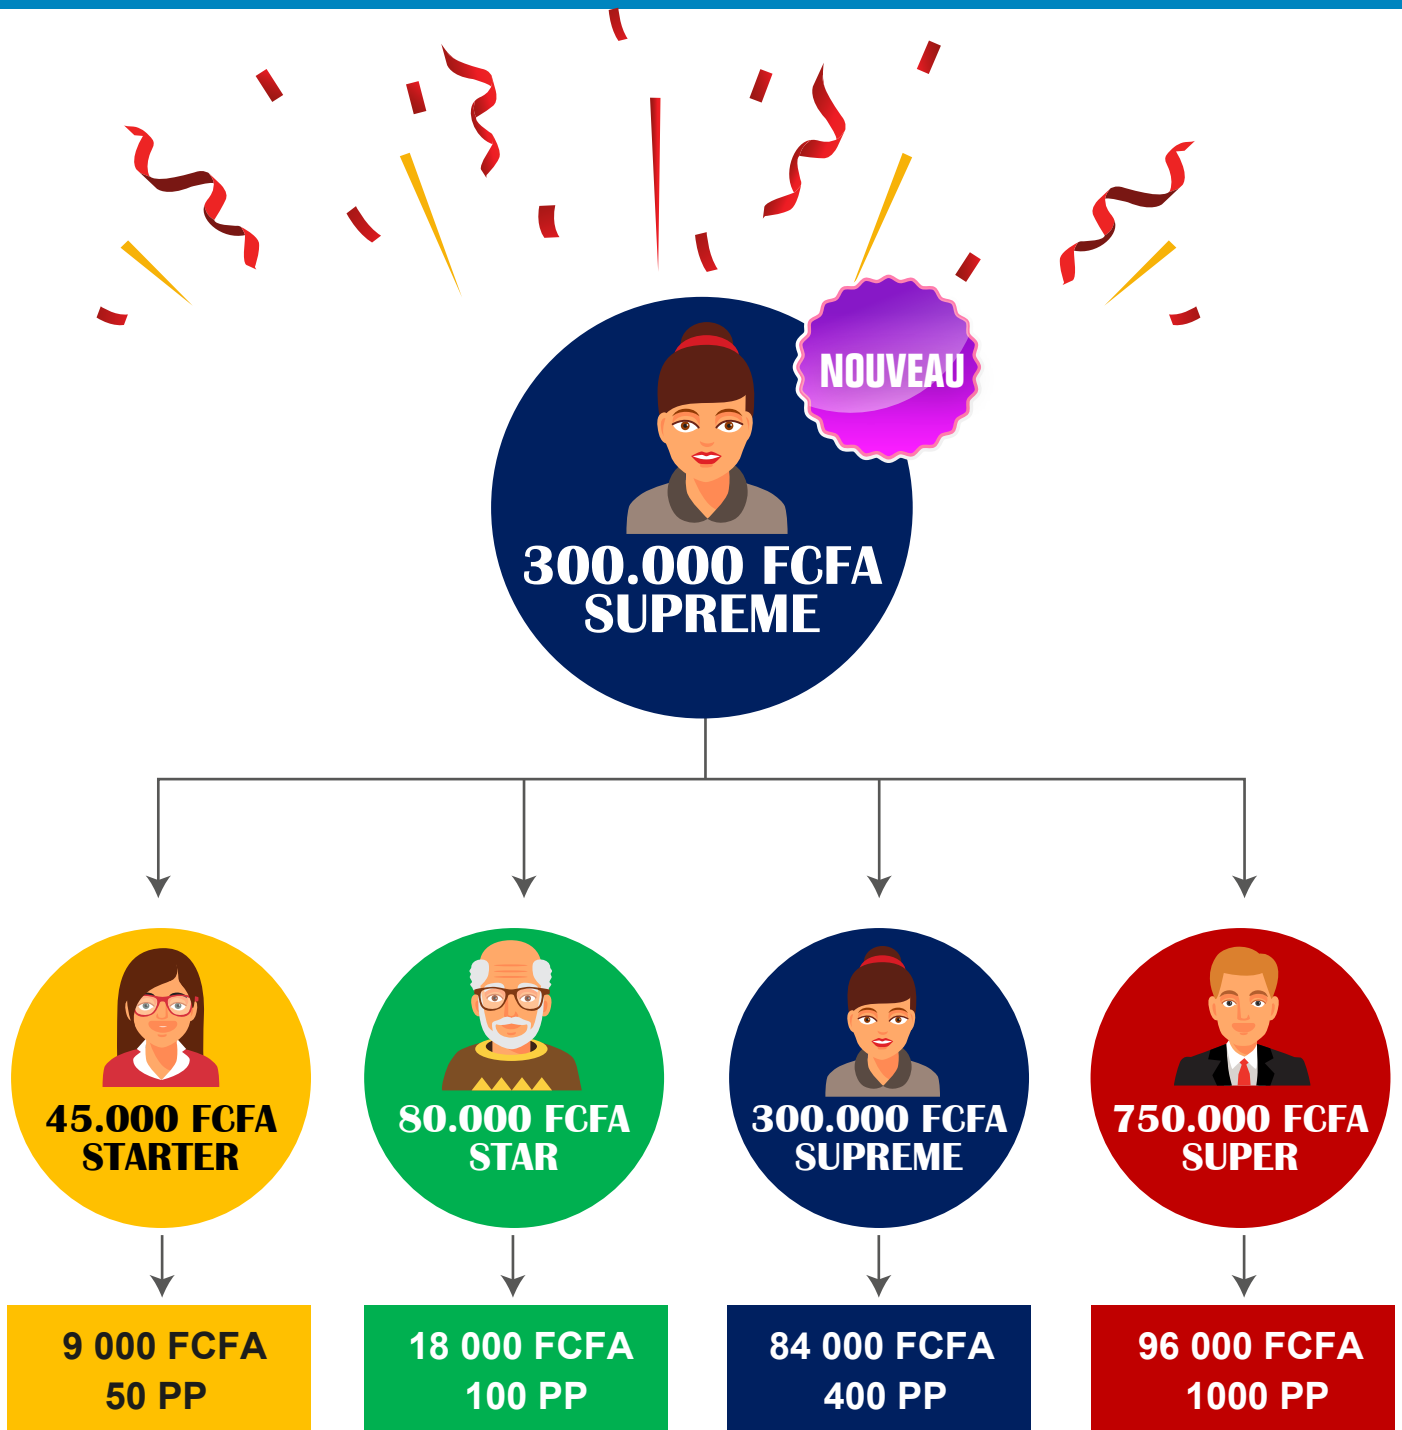 NOUVEAU
300.000 FCFA
SUPREME
45.000 FCFA
STARTER
80.000 FCFA
STAR
300.000 FCFA
SUPREME
750.000 FCFA
SUPER
9 000 FCFA
50 PP
18 000 FCFA
100 PP
84 000 FCFA
400 PP
96 000 FCFA
1000 PP